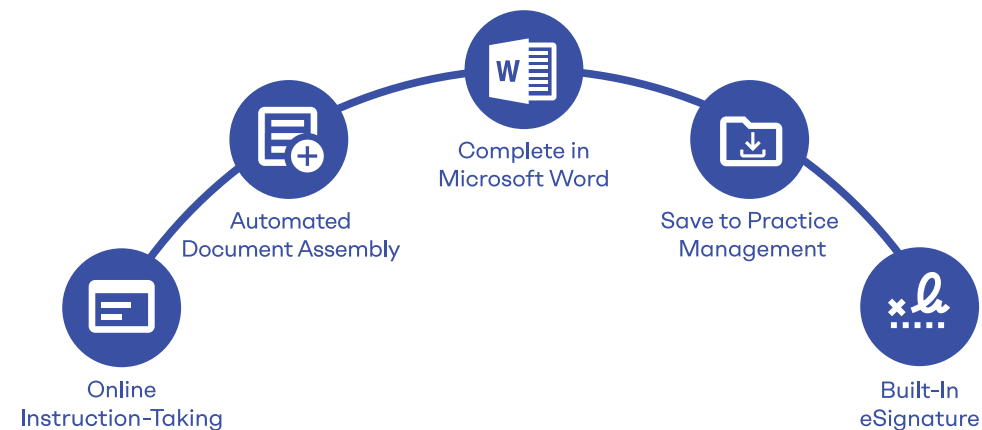 W
Complete in
Microsoft Word
Automated
Document Assembly
Save to Practice
Management
Online
Instruction-Taking
Built-In
eSignature